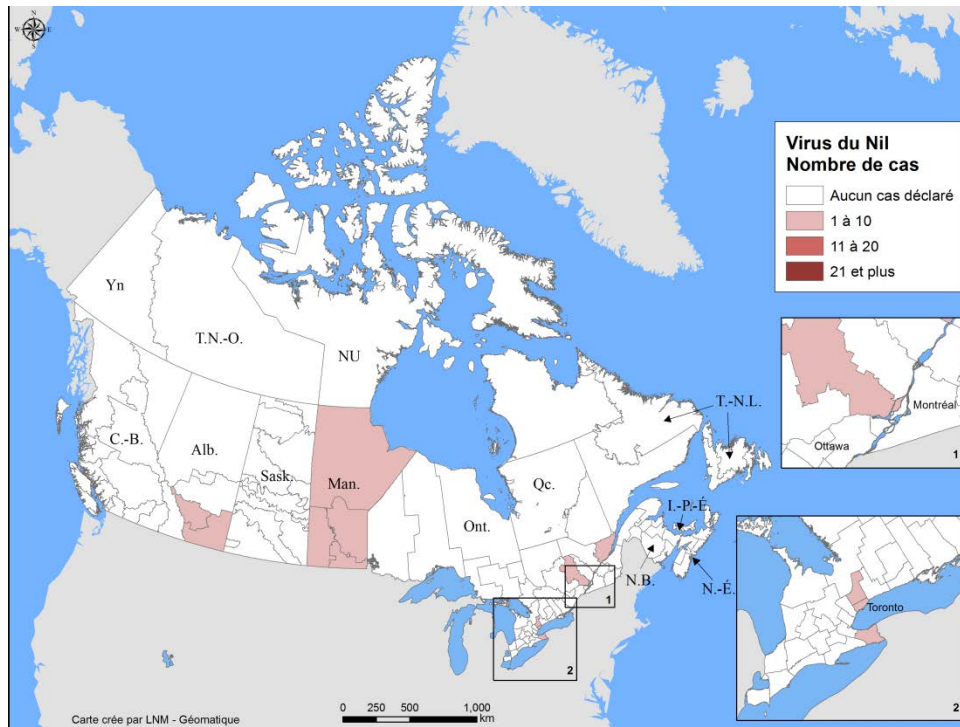 N
W E
S
Virus du Nil
Nombre de cas
Aucun cas déclaré
1 à 10
11 à 20
21 et plus
Yn
T.N.-O.
NU
C.-B.
Alb.
Sask.
Man.
Ont.
Qc.
T.-N.L.
I.-P.-É.
N.B.
N.-É.
1
2
Montréal
Ottawa
1
Toronto
2
0 250 500 1,000
km
Carte crée par LNM - Géomatique